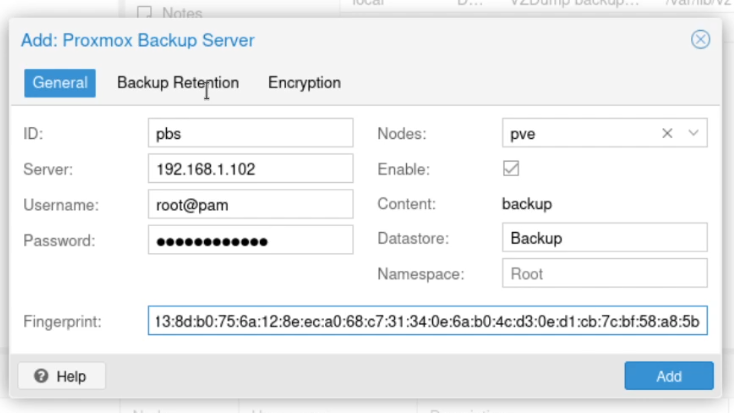 Notes
local D... VZDump backup... /var/lib/vz
Add: Proxmox Backup Server
General Backup Retention Encryption
ID: pbs Nodes: pve
Server: 192.168.1.102 Enable:
Username: root@pam Content: backup
Password: ●●●●●●●●●●●● Datastore: Backup
Namespace: Root
Fingerprint: 13:8d:b0:75:6a:12:8e:ec:a0:68:c7:31:34:0e:6a:b0:4c:d3:0e:d1:cb:7c:bf:58:a8:5b
Help Add